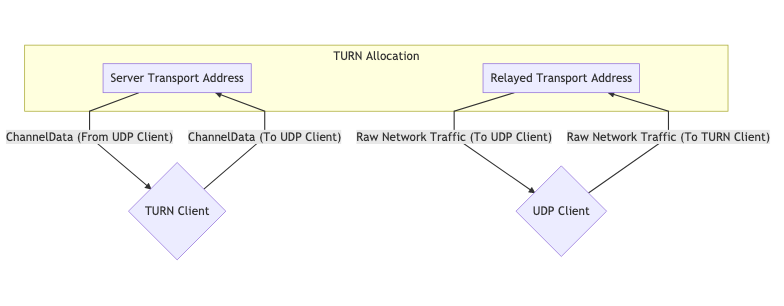 TURN Allocation
Server Transport Address
Relayed Transport Address
ChannelData (From UDP Client)
ChannelData (To UDP Client)
Raw Network Traffic (To UDP Client)
Raw Network Traffic (To TURN Client)
TURN Client
UDP Client